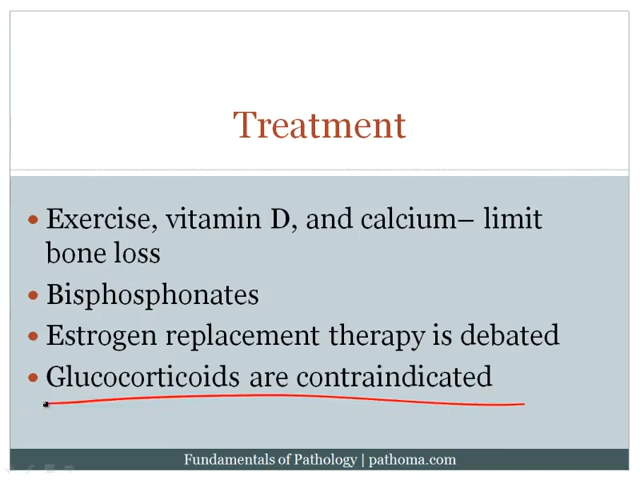 Treatment
• Exercise, vitamin D, and calcium– limit
bone loss
• Bisphosphonates
• Estrogen replacement therapy is debated
• Glucocorticoids are contraindicated
Fundamentals of Pathology | pathoma.com